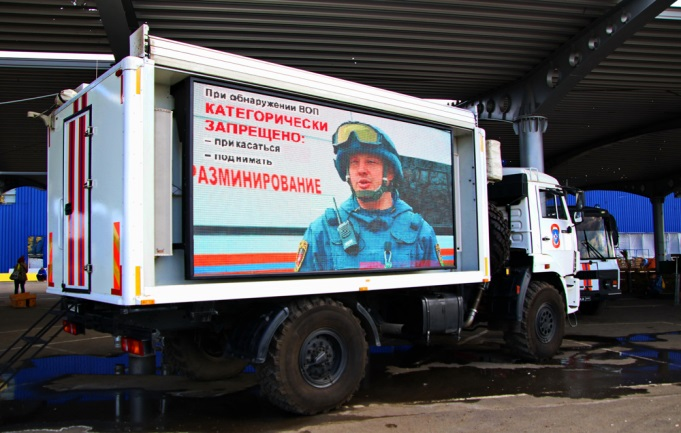 При обнаружении ВОП
КАТЕГОРИЧЕСКИ
ЗАПРЕЩЕНО:
– прикасаться
– поднимать
РАЗМИНИРОВАНИЕ